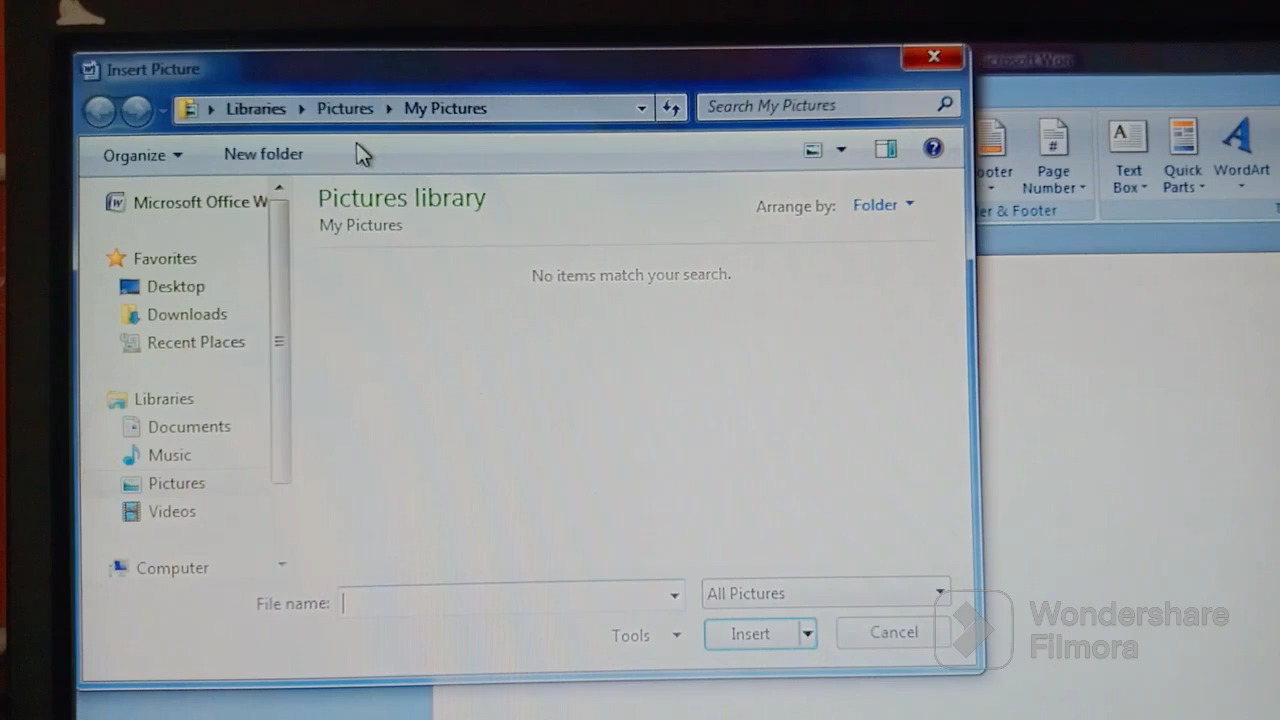 Insert Picture
Microsoft Word
Libraries Pictures My Pictures
Search My Pictures
Organize
New folder
Page Number
Text Box
Quick Parts
WordArt
& Footer
Microsoft Office W
Pictures library
My Pictures
Arrange by: Folder
No items match your search.
Favorites
Desktop
Downloads
Recent Places
Libraries
Documents
Music
Pictures
Videos
Computer
File name:
All Pictures
Tools
Insert
Cancel
Wondershare
Filmora